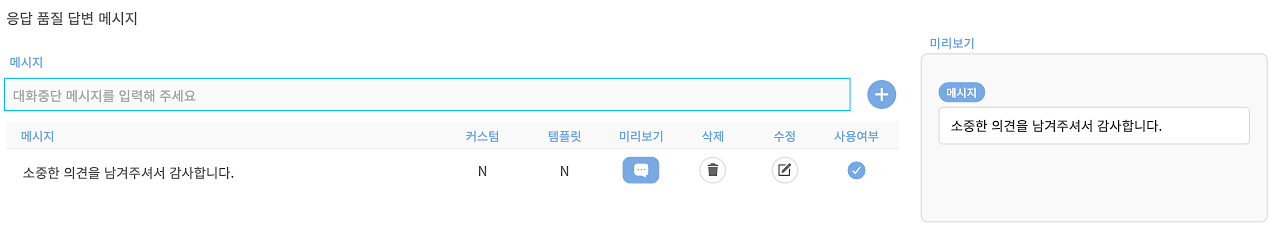 응답 품질 답변 메시지
메시지
대화중단 메시지를 입력해 주세요
메시지 커스텀 템플릿 미리보기 삭제 수정 사용여부
소중한 의견을 남겨주셔서 감사합니다. N N
미리보기
메시지
소중한 의견을 남겨주셔서 감사합니다.